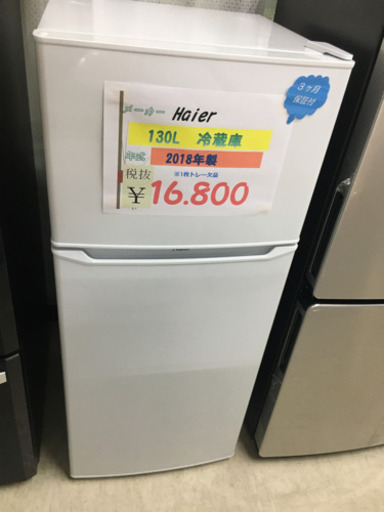 メーカー Haier
130L 冷蔵庫
年式 2018年製
※1枚トレー欠品
税抜
¥16.800
3ヶ月
保証付